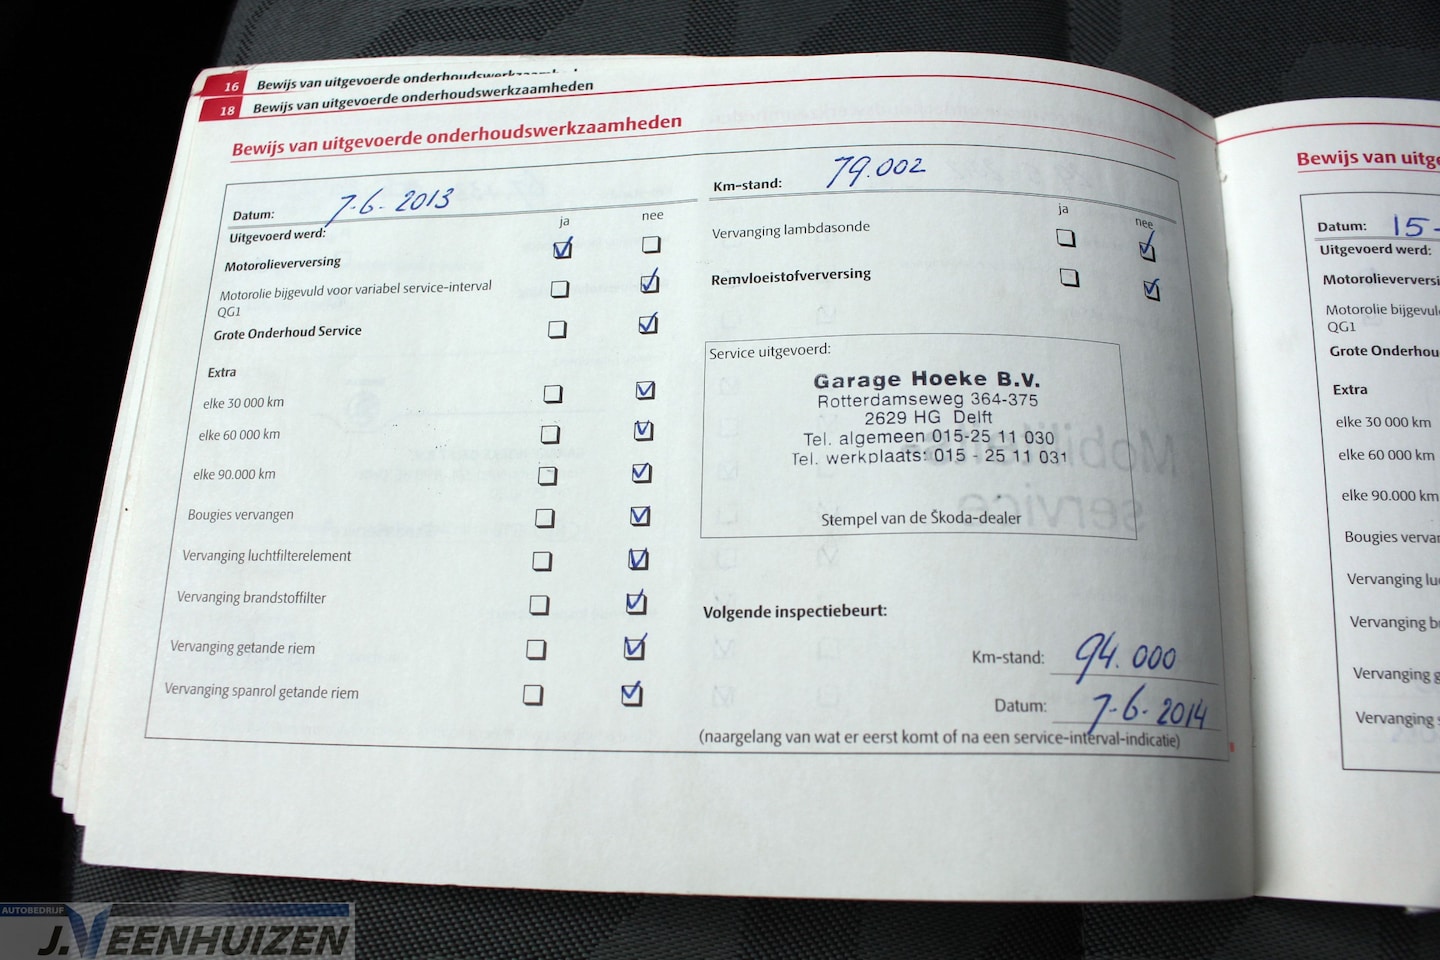 16 Bewijs van uitgevoerde
18 Bewijs van uitgevoerde onderhoudswerkzaamheden
Bewijs van uitgevoerde onderhoudswerkzaamheden
Datum: 7-6-2013
Uitgevoerd werd:
ja nee
Motorolieverversing
Motorolie bijgevuld voor variabel service-interval
QG1
Grote Onderhoud Service
Extra
elke 30 000 km
elke 60 000 km
elke 90.000 km
Bougies vervangen
Vervanging luchtfilterelement
Vervanging brandstoffilter
Vervanging getande riem
Vervanging spanrol getande riem
Km-stand: 79.002
ja nee
Vervanging lambdasonde
Remvloeistofverversing
Service uitgevoerd:
Garage Hoeke B.V.
Rotterdamseweg 364-375
2629 HG Delft
Tel. algemeen 015-25 11 030
Tel. werkplaats: 015 - 25 11 031
Stempel van de Škoda-dealer
Volgende inspectiebeurt:
Km-stand: 94.000
Datum: 7-6-2014
(naargelang van wat er eerst komt of na een service-interval-indicatie)
Bewijs van uitg
Datum: 15-
Uitgevoerd werd:
Motorolieversi
Motorolie bijgevuld
QG1
Grote Onderhou
Extra
elke 30 000 km
elke 60 000 km
elke 90.000 km
Bougies verva
Vervanging lu
Vervanging b
Vervanging g
Vervanging
AUTOBEDRIJF
J.VEENHUIZEN